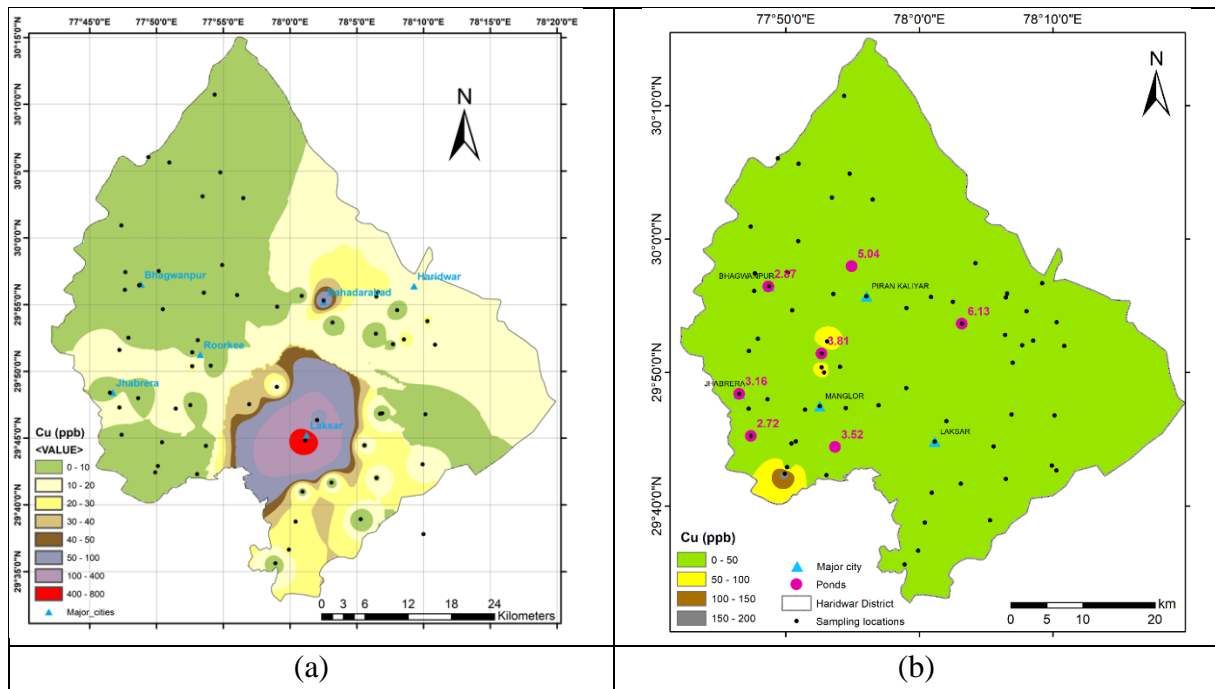 77°45'0"E 77°50'0"E 77°55'0"E 78°0'0"E 78°5'0"E 78°10'0"E 78°15'0"E 78°20'0"E
30°15'0"N
30°10'0"N
30°5'0"N
30°0'0"N
29°55'0"N
29°50'0"N
29°45'0"N
29°40'0"N
29°35'0"N
N
Bhagwanpur
Haridwar
Bahadarabad
Roorkee
Jhabrera
Laksar
Cu (ppb)
<VALUE>
0 - 10
10 - 20
20 - 30
30 - 40
40 - 50
50 - 100
100 - 400
400 - 800
Major_cities
0 3 6 12 18 24
Kilometers
(a)
77°50'0"E 78°0'0"E 78°10'0"E
30°10'0"N
30°0'0"N
29°50'0"N
29°40'0"N
N
5.04
BHAGWANPUR 2.87
PIRAN KALIYAR
6.13
3.81
JHABRERA 3.16
MANGLOR
2.72
3.52
LAKSAR
Cu (ppb)
0 - 50
50 - 100
100 - 150
150 - 200
Major city
Ponds
Haridwar District
Sampling locations
km
0 5 10 20
(b)